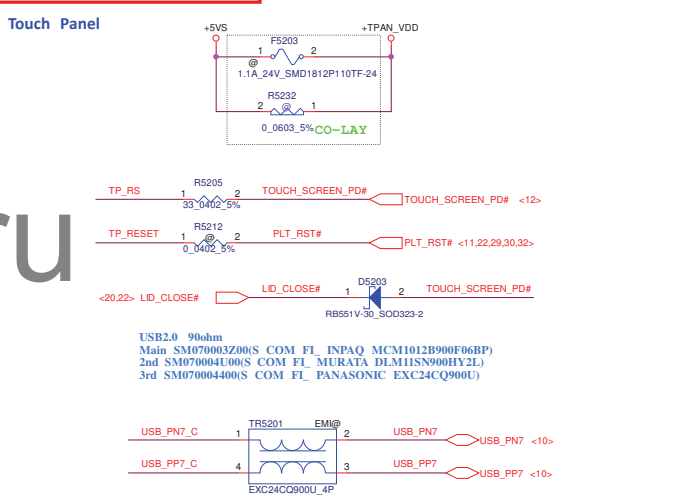 Touch Panel
+5VS
+TPAN_VDD
F5203
1 2
@
1.1A_24V_SMD1812P110TF-24
R5232
2 @ 1
0_0603_5%
CO-LAY
TP_RS 1 R5205 2 TOUCH_SCREEN_PD#
33_0402_5%
TOUCH_SCREEN_PD# <12>
TP_RESET 1 R5212 2 PLT_RST#
@
0_0402_5%
PLT_RST# <11,22,29,30,32>
ru
<20,22> LID_CLOSE# LID_CLOSE# 1 D5203 2 TOUCH_SCREEN_PD#
RB551V-30_SOD323-2
USB2.0 90ohm
Main SM070003Z00(S COM FI_ INPAQ MCM1012B900F06BP)
2nd SM070004U00(S COM FI_ MURATA DLM11SN900HY2L)
3rd SM070004400(S COM FI_ PANASONIC EXC24CQ900U)
TR5201 EMI@
USB_PN7_C 1 2 USB_PN7
USB_PN7 <10>
USB_PP7_C 4 3 USB_PP7
USB_PP7 <10>
EXC24CQ900U_4P